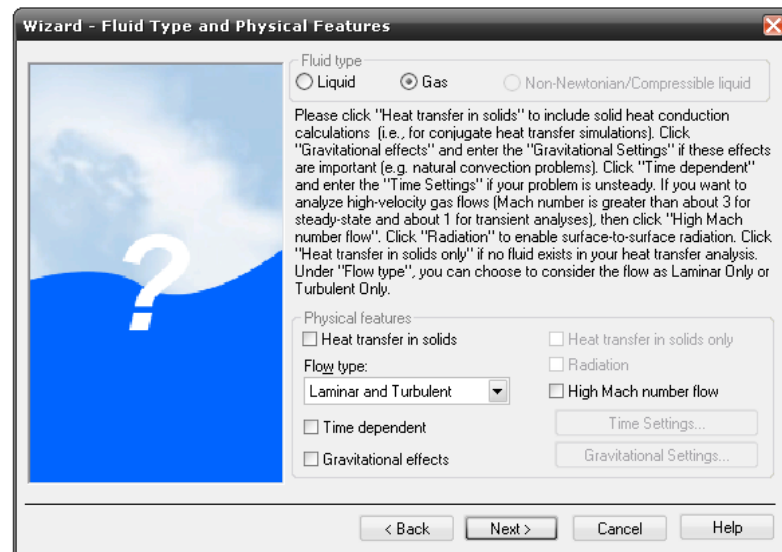 Wizard - Fluid Type and Physical Features
Fluid type
Liquid
Gas
Non-Newtonian/Compressible liquid
Please click "Heat transfer in solids" to include solid heat conduction
calculations (i.e., for conjugate heat transfer simulations). Click
"Gravitational effects" and enter the "Gravitational Settings" if these effects
are important (e.g. natural convection problems). Click "Time dependent"
and enter the "Time Settings" if your problem is unsteady. If you want to
analyze high-velocity gas flows (Mach number is greater than about 3 for
steady-state and about 1 for transient analyses), then click "High Mach
number flow". Click "Radiation" to enable surface-to-surface radiation. Click
"Heat transfer in solids only" if no fluid exists in your heat transfer analysis.
Under "Flow type", you can choose to consider the flow as Laminar Only or
Turbulent Only.
?
Physical features
Heat transfer in solids
Heat transfer in solids only
Flow type:
Radiation
Laminar and Turbulent
High Mach number flow
Time dependent
Time Settings...
Gravitational effects
Gravitational Settings...
< Back
Next >
Cancel
Help